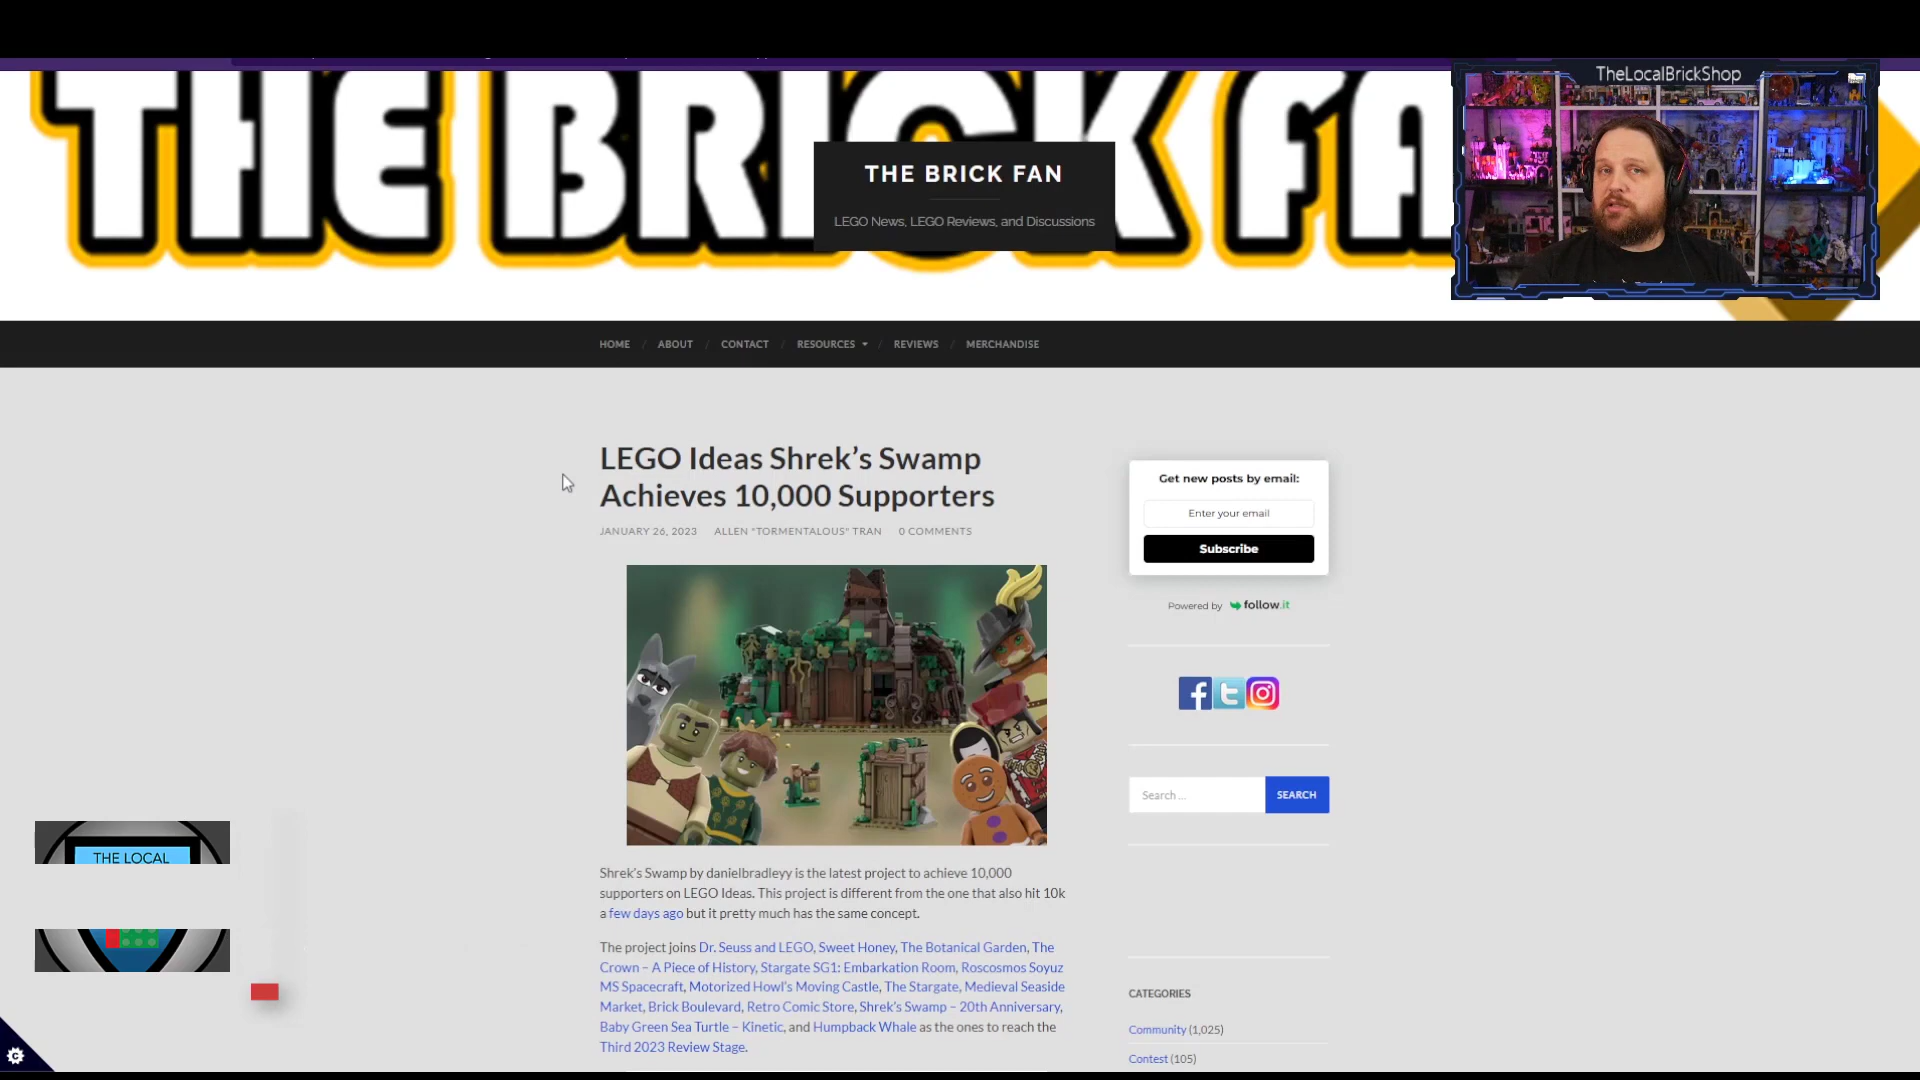 THE BRICK FA
TheLocalBrickShop
THE BRICK FAN
LEGO News, LEGO Reviews, and Discussions
HOME / ABOUT / CONTACT / RESOURCES / REVIEWS / MERCHANDISE
LEGO Ideas Shrek’s Swamp
Achieves 10,000 Supporters
JANUARY 26, 2023 ALLEN "TORMENTALOUS" TRAN 0 COMMENTS
Shrek’s Swamp by danielbradleyy is the latest project to achieve 10,000
supporters on LEGO Ideas. This project is different from the one that also hit 10k
a few days ago but it pretty much has the same concept.
The project joins Dr. Seuss and LEGO, Sweet Honey, The Botanical Garden, The
Crown – A Piece of History, Stargate SG1: Embarkation Room, Roscosmos Soyuz
MS Spacecraft, Motorized Howl’s Moving Castle, The Stargate, Medieval Seaside
Market, Brick Boulevard, Retro Comic Store, Shrek’s Swamp – 20th Anniversary,
Baby Green Sea Turtle – Kinetic, and Humpback Whale as the ones to reach the
Third 2023 Review Stage.
Get new posts by email:
Enter your email
Subscribe
Powered by follow.it
Search …
SEARCH
CATEGORIES
Community (1,025)
Contest (105)
THE LOCAL